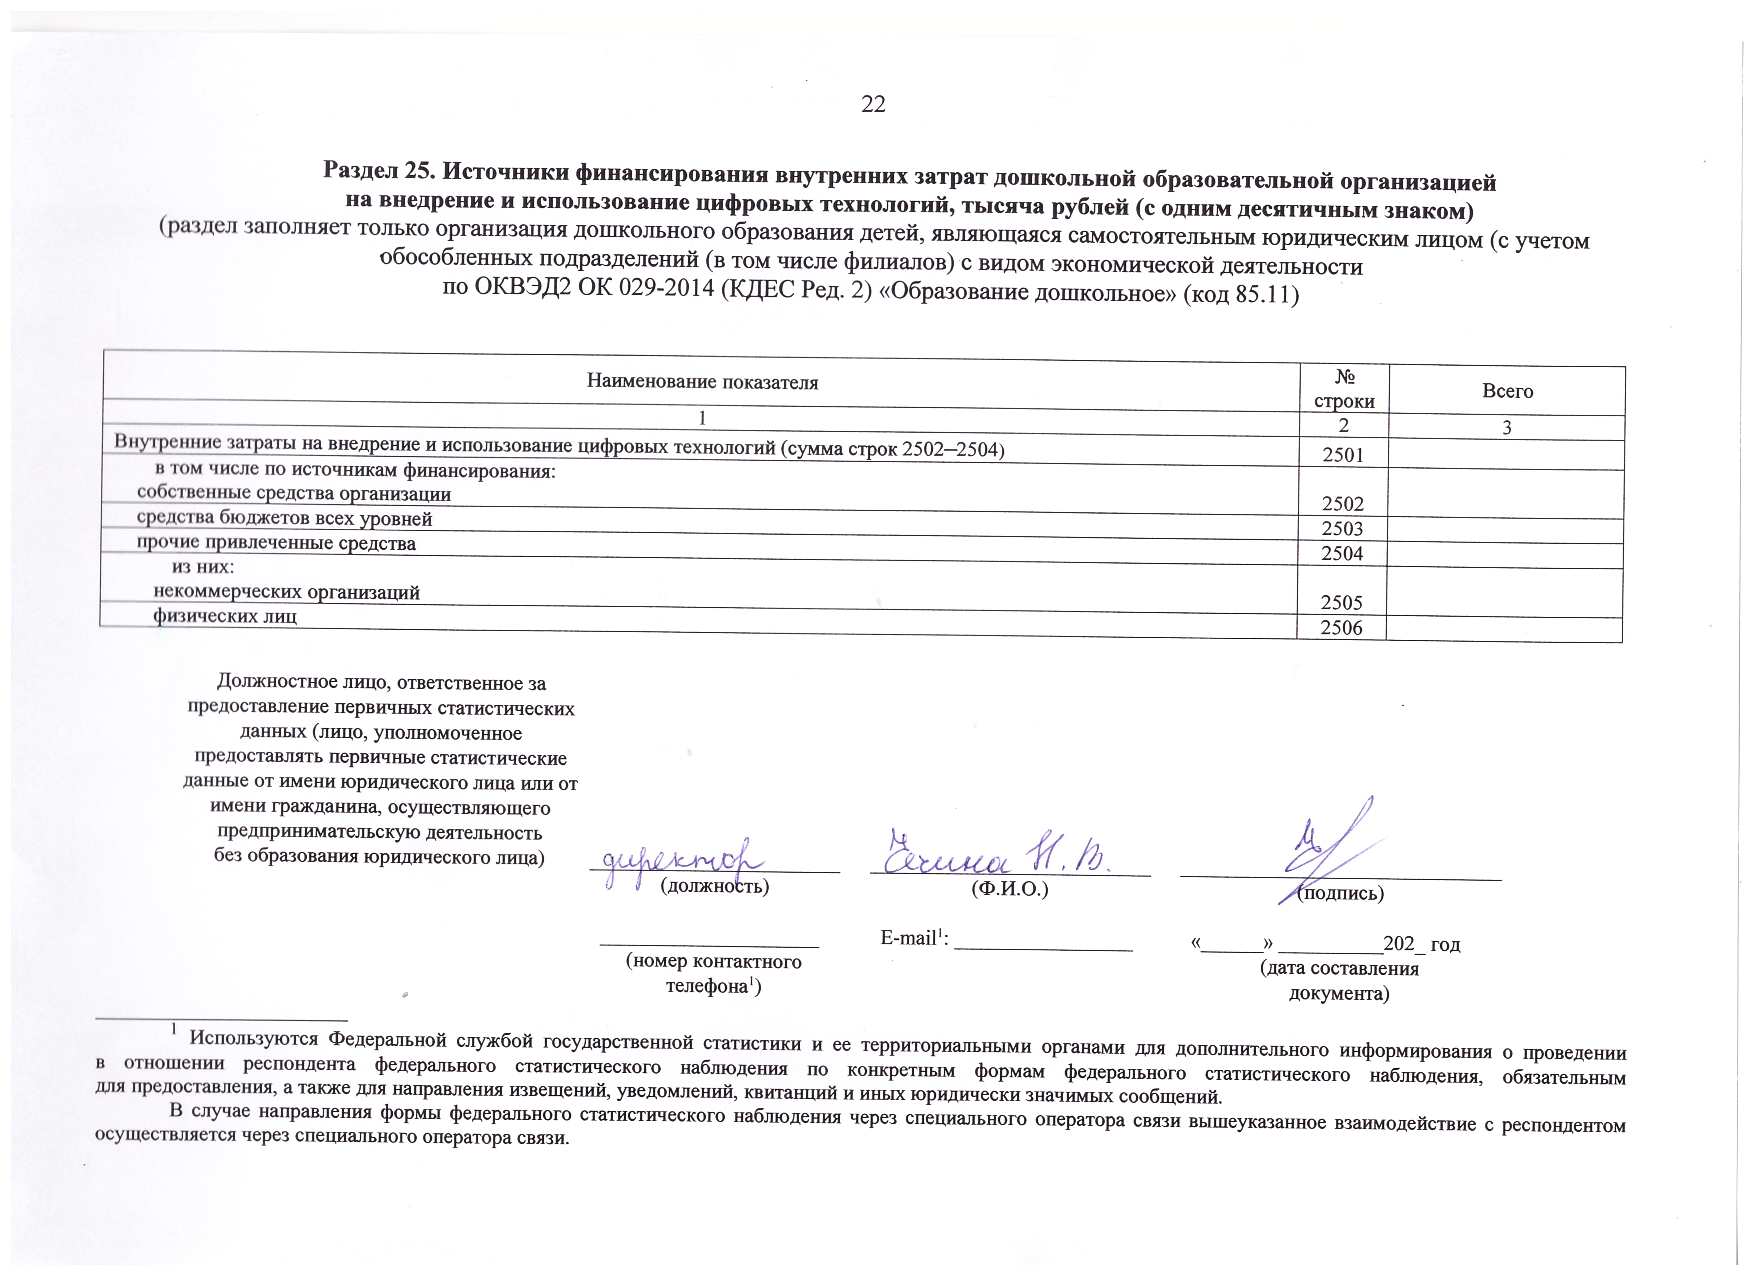 22
Раздел 25. Источники финансирования внутренних затрат дошкольной образовательной организацией
на внедрение и использование цифровых технологий, тысяча рублей (с одним десятичным знаком)
(раздел заполняет только организация дошкольного образования детей, являющаяся самостоятельным юридическим лицом (с учетом
обособленных подразделений (в том числе филиалов) с видом экономической деятельности
по ОКВЭД2 ОК 029-2014 (КДЕС Ред. 2) «Образование дошкольное» (код 85.11)
Наименование показателя № строки Всего
1 2 3
Внутренние затраты на внедрение и использование цифровых технологий (сумма строк 2502–2504) 2501
в том числе по источникам финансирования:
собственные средства организации 2502
средства бюджетов всех уровней 2503
прочие привлеченные средства 2504
из них:
некоммерческих организаций 2505
физических лиц 2506
Должностное лицо, ответственное за
предоставление первичных статистических
данных (лицо, уполномоченное
предоставлять первичные статистические
данные от имени юридического лица или от
имени гражданина, осуществляющего
предпринимательскую деятельность
без образования юридического лица)
директор Н.В.
(должность) (Ф.И.О.) (подпись)
E-mail¹: ______ «______» __________202_ год
(номер контактного
телефона¹)
(дата составления
документа)
¹ Используются Федеральной службой государственной статистики и ее территориальными органами для дополнительного информирования о проведении
в отношении респондента федерального статистического наблюдения по конкретным формам федерального статистического наблюдения, обязательным
для предоставления, а также для направления извещений, уведомлений, квитанций и иных юридически значимых сообщений.
В случае направления формы федерального статистического наблюдения через специального оператора связи вышеуказанное взаимодействие с респондентом
осуществляется через специального оператора связи.